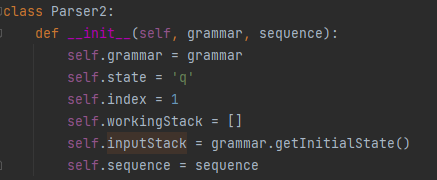 class Parser2:
    def __init__(self, grammar, sequence):
        self.grammar = grammar
        self.state = 'q'
        self.index = 1
        self.workingStack = []
        self.inputStack = grammar.getInitialState()
        self.sequence = sequence